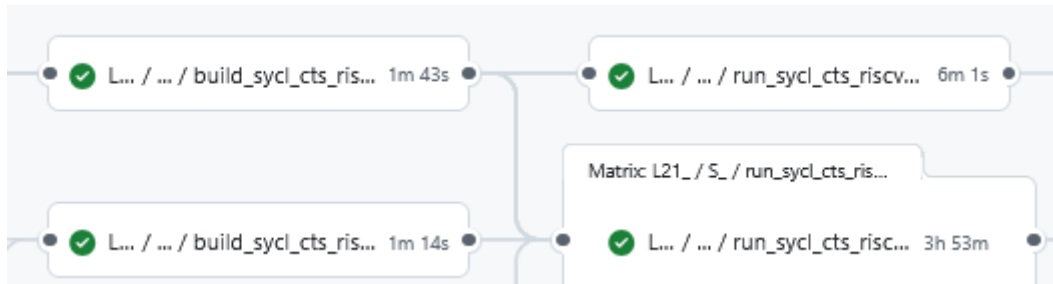 L... / ... / build_sycl_cts_ris... 1m 43s
L... / ... / run_sycl_cts_riscv... 6m 1s
Matrix: L21_ / S_ / run_sycl_cts_ris...
L... / ... / build_sycl_cts_ris... 1m 14s
L... / ... / run_sycl_cts_risc... 3h 53m